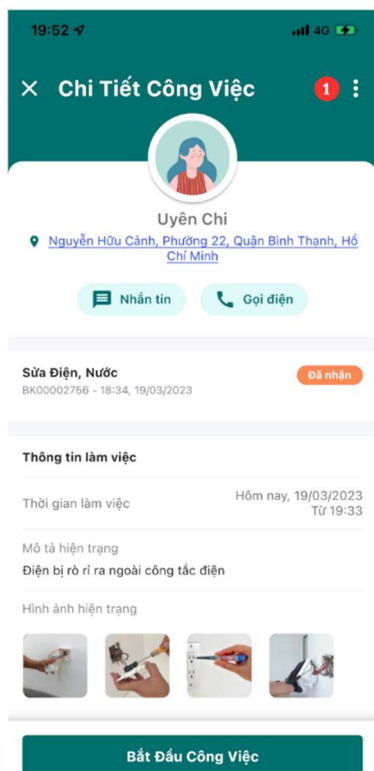 19:52
4G
Chi Tiết Công Việc
1
Uyên Chi
Nguyễn Hữu Cảnh, Phường 22, Quận Bình Thạnh, Hồ
Chí Minh
Nhắn tin
Gọi điện
Sửa Điện, Nước
Đã nhận
BK00002756 - 18:34, 19/03/2023
Thông tin làm việc
Thời gian làm việc
Hôm nay, 19/03/2023
Từ 19:33
Mô tả hiện trạng
Điện bị rò rỉ ra ngoài công tắc điện
Hình ảnh hiện trạng
Bắt Đầu Công Việc